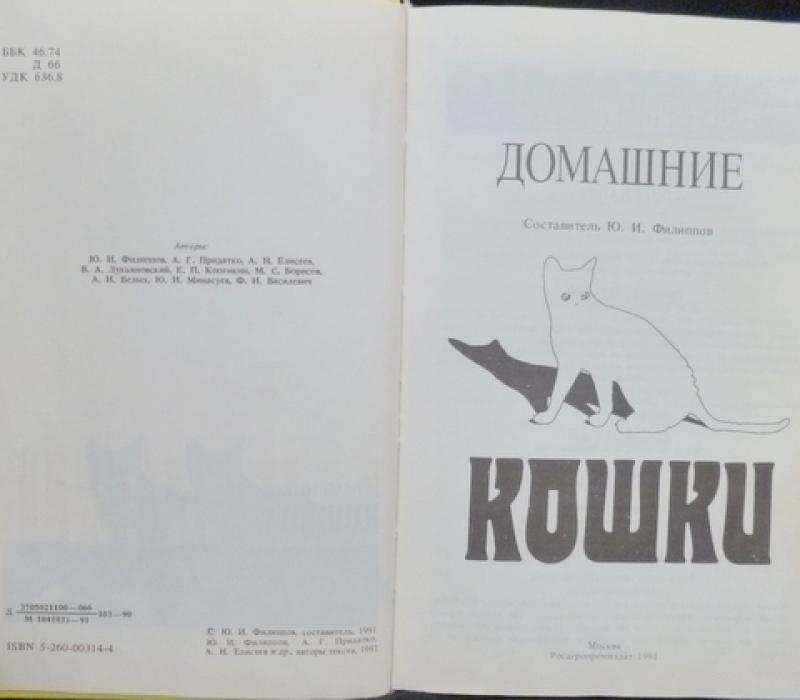 ББК 46.74
Д 66
УДК 636.8
Авторы:
Ю. И. Филиппов, А. Г. Придатко, А. Н. Елисеев,
В. А. Лукьяновский, Е. П. Копенкин, М. С. Борисов,
А. И. Белых, Ю. И. Минасуев, Ф. И. Василевич
Д 3705021100—066
М 104(03)—91 103—90
ISBN 5-260-00314-4
© Ю. И. Филиппов, составитель, 1991
Ю. И. Филиппов, А. Г. Придатко,
А. Н. Елисеев и др., авторы текста, 1991
ДОМАШНИЕ
Составитель Ю. И. Филиппов
КОШКИ
Москва
Росагропромиздат 1991